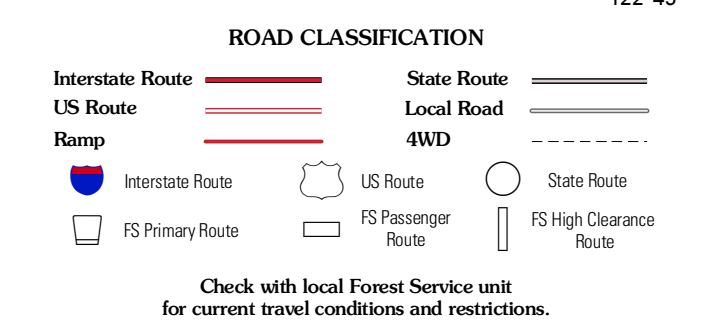 ROAD CLASSIFICATION
Interstate Route
State Route
US Route
Local Road
Ramp
4WD
Interstate Route
US Route
State Route
FS Primary Route
FS Passenger
Route
FS High Clearance
Route
Check with local Forest Service unit
for current travel conditions and restrictions.